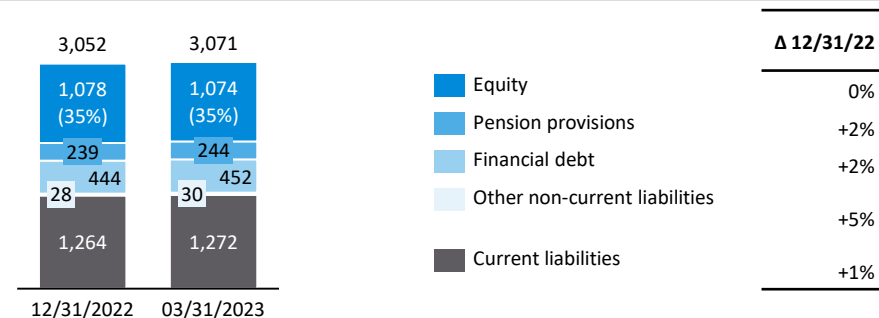 3,052 3,071
1,078 1,074
(35%) (35%)
239 244
444 452
28 30
1,264 1,272
12/31/2022 03/31/2023
Δ 12/31/22
Equity 0%
Pension provisions +2%
Financial debt +2%
Other non-current liabilities +5%
Current liabilities +1%